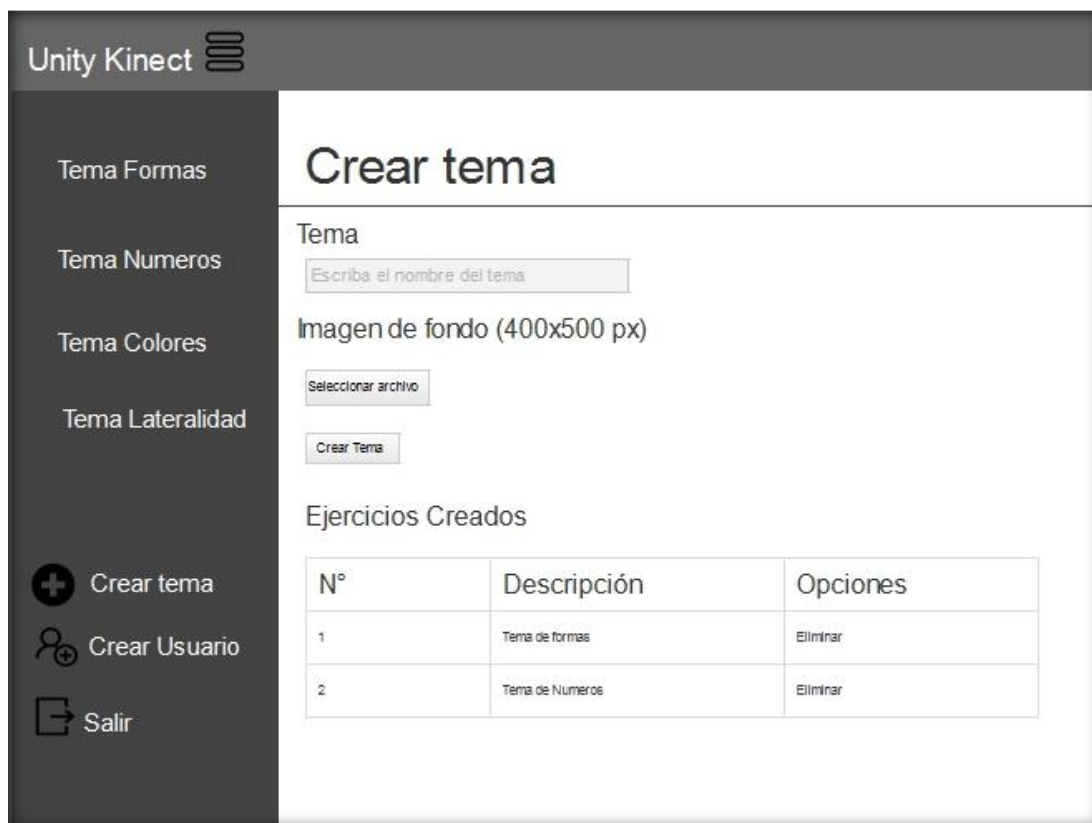 Unity Kinect
Tema Formas
Tema Numeros
Tema Colores
Tema Lateralidad
Crear tema
Crear Usuario
Salir
Crear tema
Tema
Escriba el nombre del tema
Imagen de fondo (400x500 px)
Seleccionar archivo
Crear Tema
Ejercicios Creados
N° Descripción Opciones
1 Tema de formas Eliminar
2 Tema de Numeros Eliminar